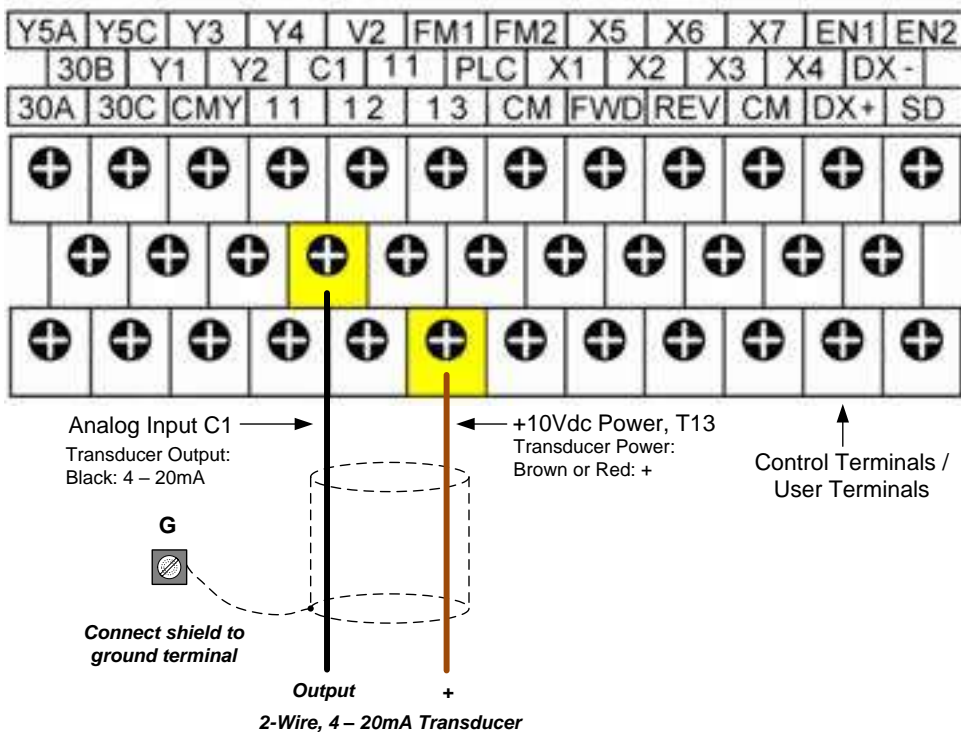 Y5A Y5C Y3 Y4 V2 FM1 FM2 X5 X6 X7 EN1 EN2
30B Y1 Y2 C1 11 PLC X1 X2 X3 X4 DX -
30A 30C CMY 11 12 13 CM FWD REV CM DX+ SD
Analog Input C1
Transducer Output:
Black: 4 – 20mA
+10Vdc Power, T13
Transducer Power:
Brown or Red: +
Control Terminals /
User Terminals
G
Connect shield to
ground terminal
Output +
2-Wire, 4 – 20mA Transducer